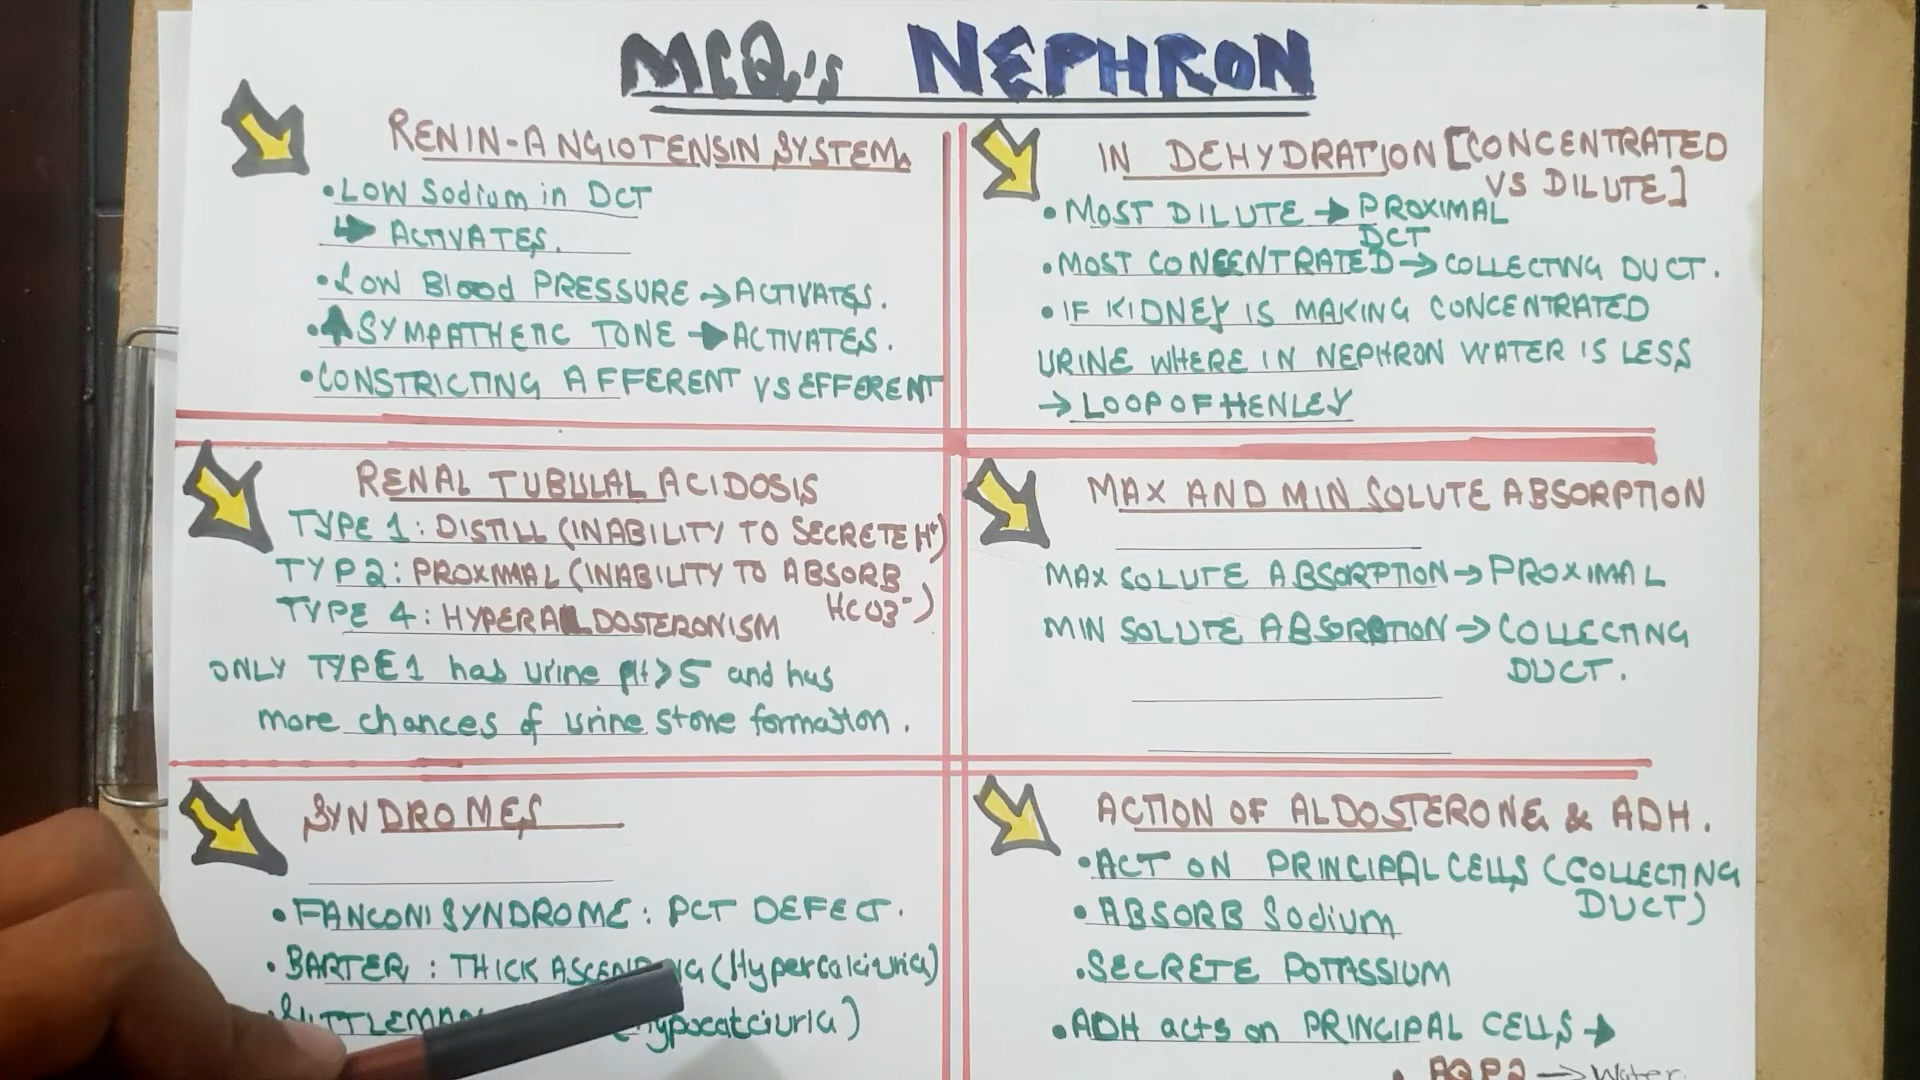 MCQ's NEPHRON
RENIN-ANGIOTENSIN SYSTEM
• LOW Sodium in DCT
↳ ACTIVATES.
• LOW Blood PRESSURE → ACTIVATES.
• ↑ SYMPATHETIC TONE → ACTIVATES.
• CONSTRICTING AFFERENT VS EFFERENT
IN DEHYDRATION [CONCENTRATED
VS DILUTE]
• MOST DILUTE → PROXIMAL
DCT
• MOST CONCENTRATED → COLLECTING DUCT.
• IF KIDNEY IS MAKING CONCENTRATED
URINE WHERE IN NEPHRON WATER IS LESS
→ LOOP OF HENLEY
RENAL TUBULAL ACIDOSIS
TYPE 1: DISTILL (INABILITY TO SECRETE H+)
TYP 2: PROXIMAL (INABILITY TO ABSORB
HCO3-)
TYPE 4: HYPERALDOSTERONISM
ONLY TYPE 1 has urine pH > 5 and has
more chances of urine stone formation.
MAX AND MIN SOLUTE ABSORPTION
MAX SOLUTE ABSORPTION → PROXIMAL
MIN SOLUTE ABSORPTION → COLLECTING
DUCT.
SYNDROMES
• FANCONI SYNDROME: PCT DEFECT.
• BARTER: THICK (Hypercalciuria)
(Hypocalciuria)
ACTION OF ALDOSTERONE & ADH.
• ACT ON PRINCIPAL CELLS (COLLECTING
DUCT)
• ABSORB Sodium
• SECRETE POTASSIUM
• ADH acts on PRINCIPAL CELLS →
• AQP2 → Water.